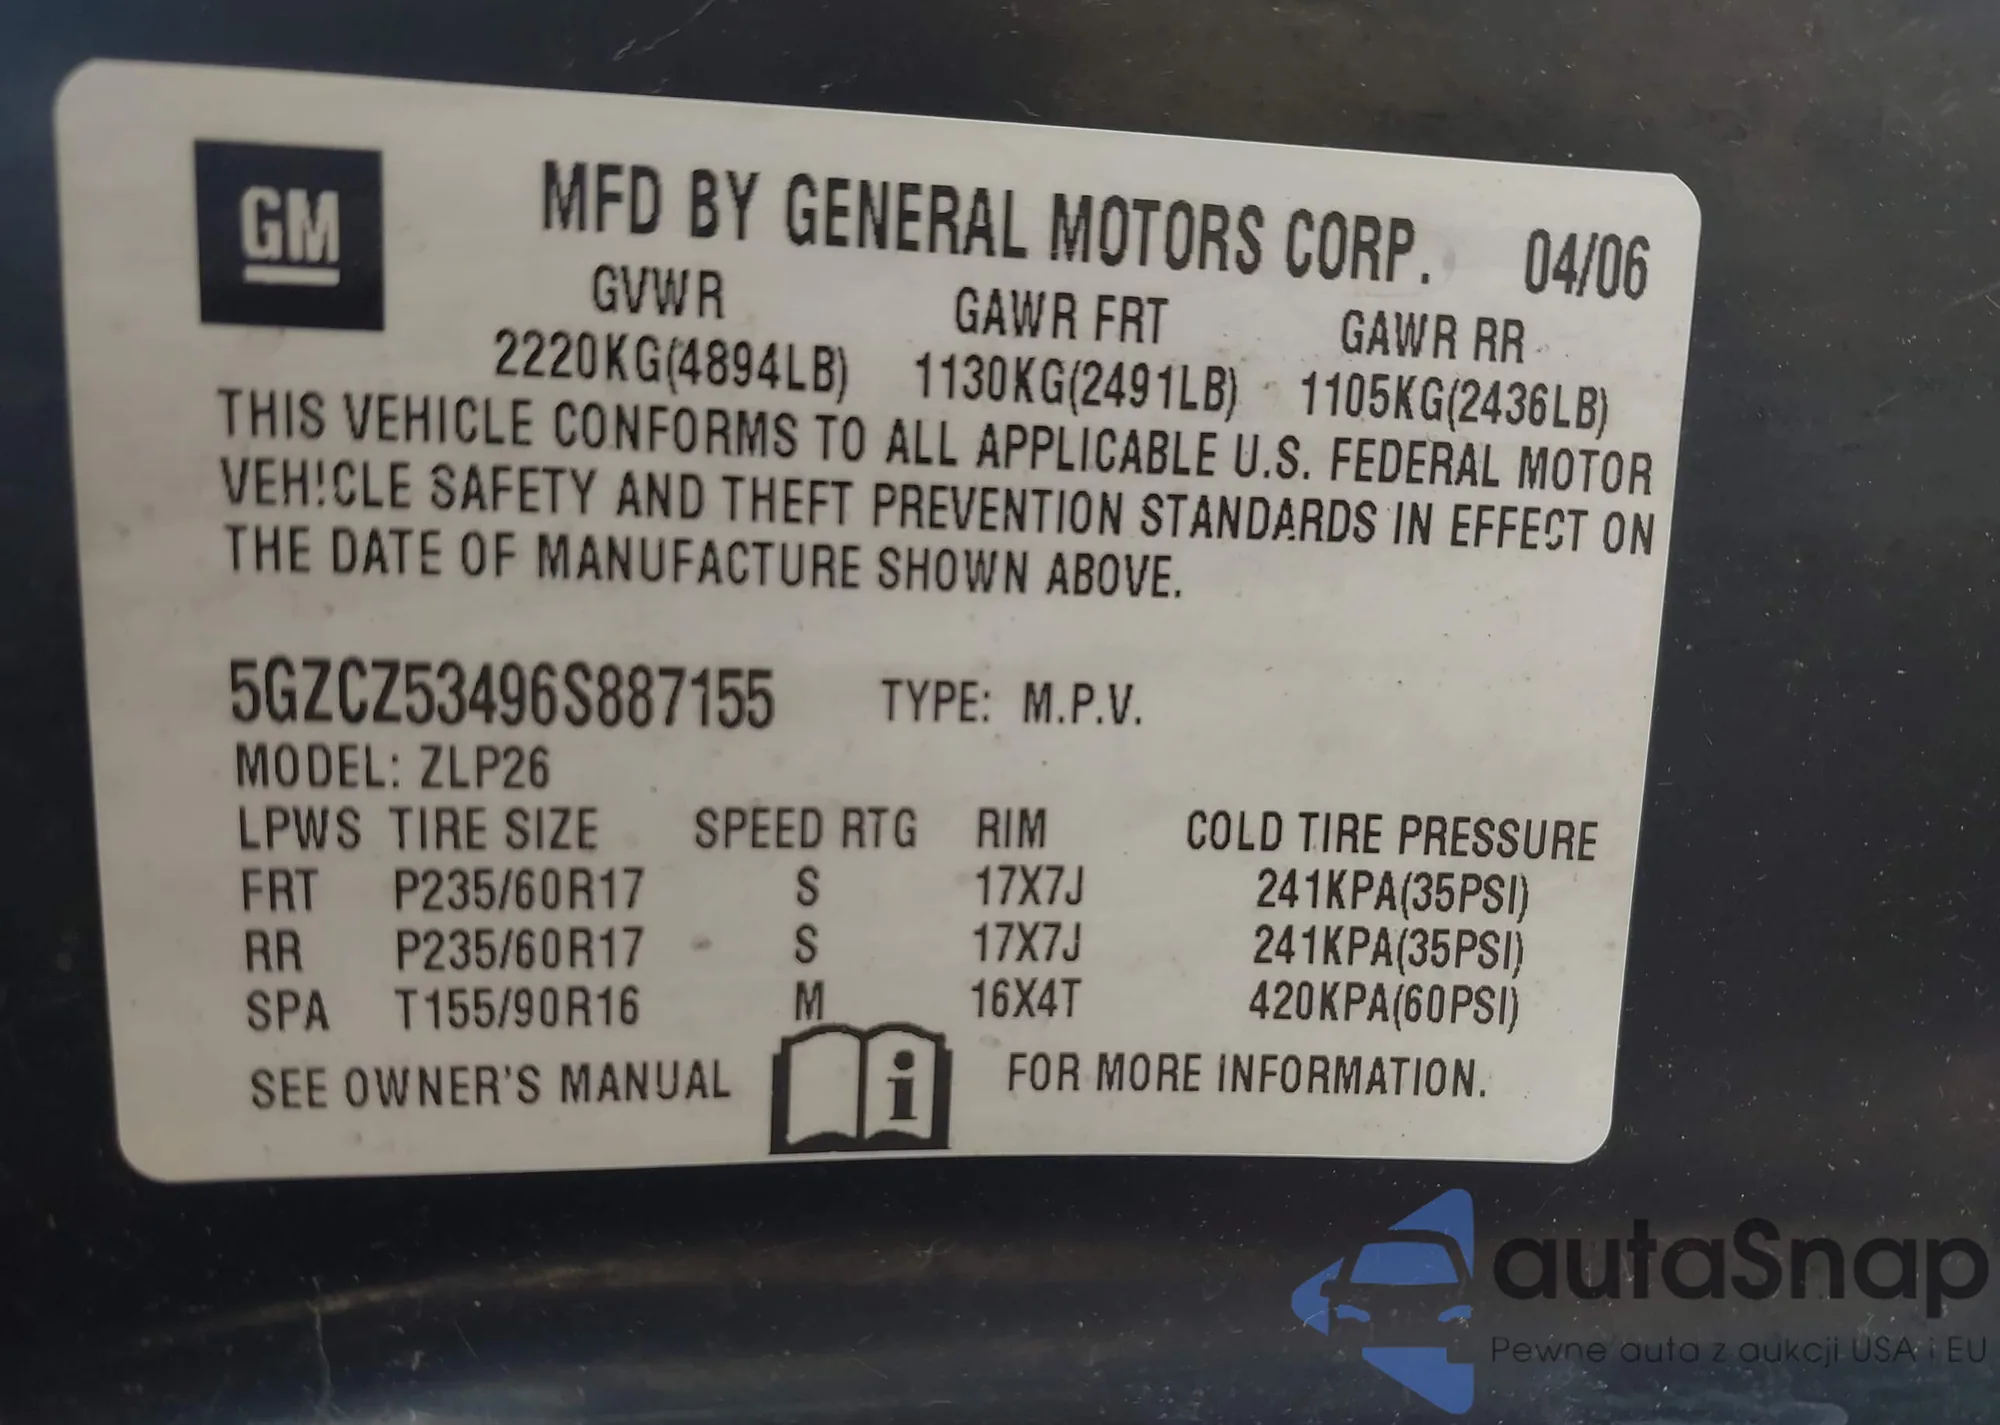 GM
MFD BY GENERAL MOTORS CORP. 04/06
GVWR GAWR FRT GAWR RR
2220KG(4894LB) 1130KG(2491LB) 1105KG(2436LB)
THIS VEHICLE CONFORMS TO ALL APPLICABLE U.S. FEDERAL MOTOR
VEHICLE SAFETY AND THEFT PREVENTION STANDARDS IN EFFECT ON
THE DATE OF MANUFACTURE SHOWN ABOVE.
5GZCZ53496S887155 TYPE: M.P.V.
MODEL: ZLP26
LPWS TIRE SIZE SPEED RTG RIM COLD TIRE PRESSURE
FRT P235/60R17 S 17X7J 241KPA(35PSI)
RR P235/60R17 S 17X7J 241KPA(35PSI)
SPA T155/90R16 M 16X4T 420KPA(60PSI)
SEE OWNER'S MANUAL i FOR MORE INFORMATION.
autaSnap
Pewne auta z aukcji USA i EU